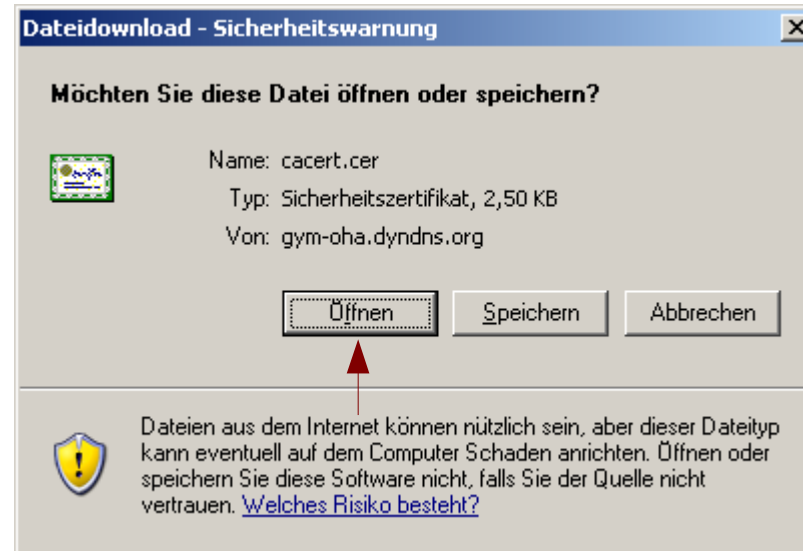 Dateidownload - Sicherheitswarnung
Möchten Sie diese Datei öffnen oder speichern?
Name: cacert.cer
Typ: Sicherheitszertifikat, 2,50 KB
Von: gym-oha.dyndns.org
Öffnen Speichern Abbrechen
Dateien aus dem Internet können nützlich sein, aber dieser Dateityp
kann eventuell auf dem Computer Schaden anrichten. Öffnen oder
speichern Sie diese Software nicht, falls Sie der Quelle nicht
vertrauen. Welches Risiko besteht?